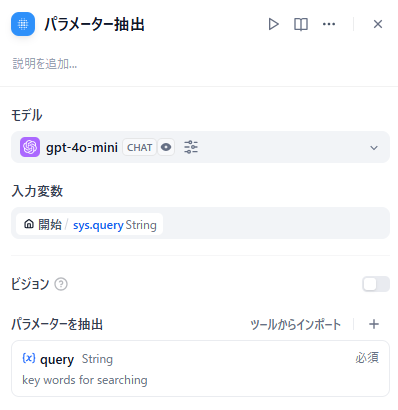 パラメーター抽出
説明を追加...
モデル
gpt-4o-mini CHAT
入力変数
開始 / sys.query String
ビジョン
パラメーターを抽出 ツールからインポート
{x} query String 必須
key words for searching